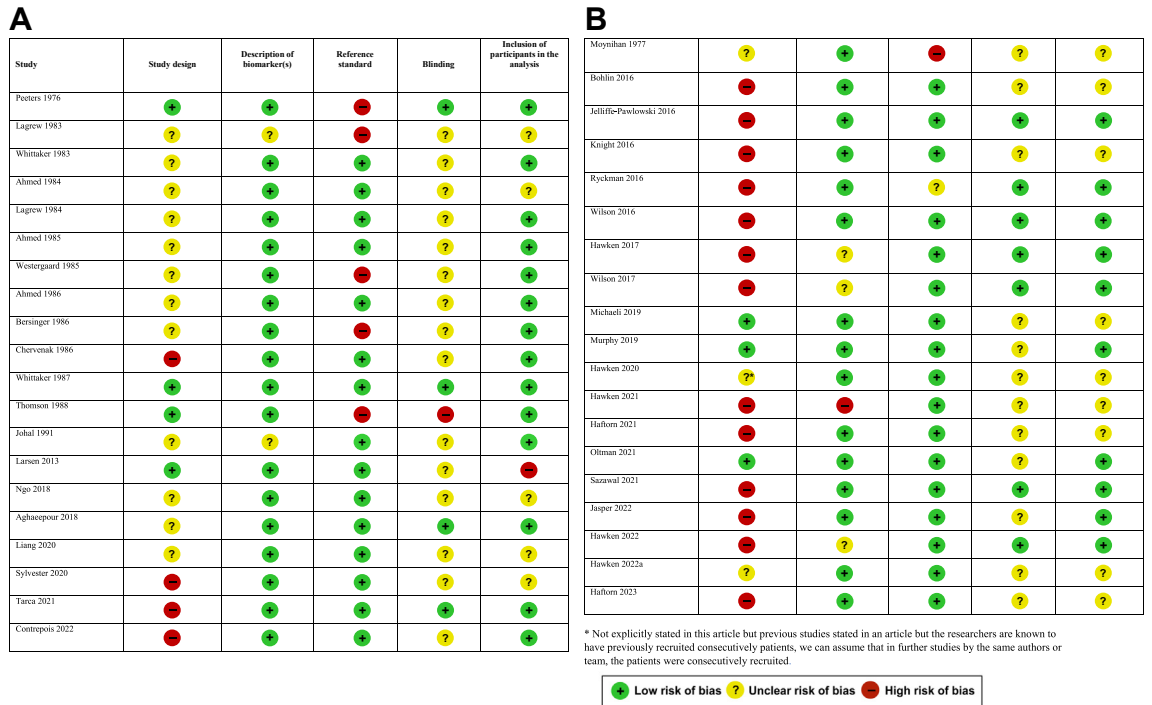 A
Study
Study design
Description of
biomarker(s)
Reference
standard
Blinding
Inclusion of
participants in the
analysis
Peeters 1976
+ + − + +
Lagrew 1983
? ? − ? ?
Whittaker 1983
? + + ? +
Ahmed 1984
? + + ? ?
Lagrew 1984
? + + ? +
Ahmed 1985
? + + ? +
Westergaard 1985
? + − ? +
Ahmed 1986
? + + ? +
Bersinger 1986
? + − ? +
Chervenak 1986
− + + ? +
Whittaker 1987
+ + + + +
Thomson 1988
+ + − − +
Johal 1991
? ? + ? +
Larsen 2013
+ + + ? −
Ngo 2018
? + + ? ?
Aghaeepour 2018
? + + + +
Liang 2020
? + + ? ?
Sylvester 2020
− + + ? ?
Tarca 2021
− + + + +
Contrepois 2022
− + + ? +
B
Moynihan 1977
? + − ? ?
Bohlin 2016
− + + ? ?
Jelliffe-Pawlowski 2016
− + + + +
Knight 2016
− + + ? ?
Ryckman 2016
− + ? + +
Wilson 2016
− + + + +
Hawken 2017
− ? + + +
Wilson 2017
− ? + + +
Michaeli 2019
+ + + ? ?
Murphy 2019
+ + + ? +
Hawken 2020
?* + + ? ?
Hawken 2021
− − + ? ?
Haftorn 2021
− + + ? ?
Oltman 2021
+ + + ? +
Sazawal 2021
− + + + +
Jasper 2022
− + + ? +
Hawken 2022
− ? + + +
Hawken 2022a
? + + ? ?
Haftorn 2023
− + + ? ?
* Not explicitly stated in this article but previous studies stated in an article but the researchers are known to
have previously recruited consecutively patients, we can assume that in further studies by the same authors or
team, the patients were consecutively recruited.
+ Low risk of bias ? Unclear risk of bias − High risk of bias